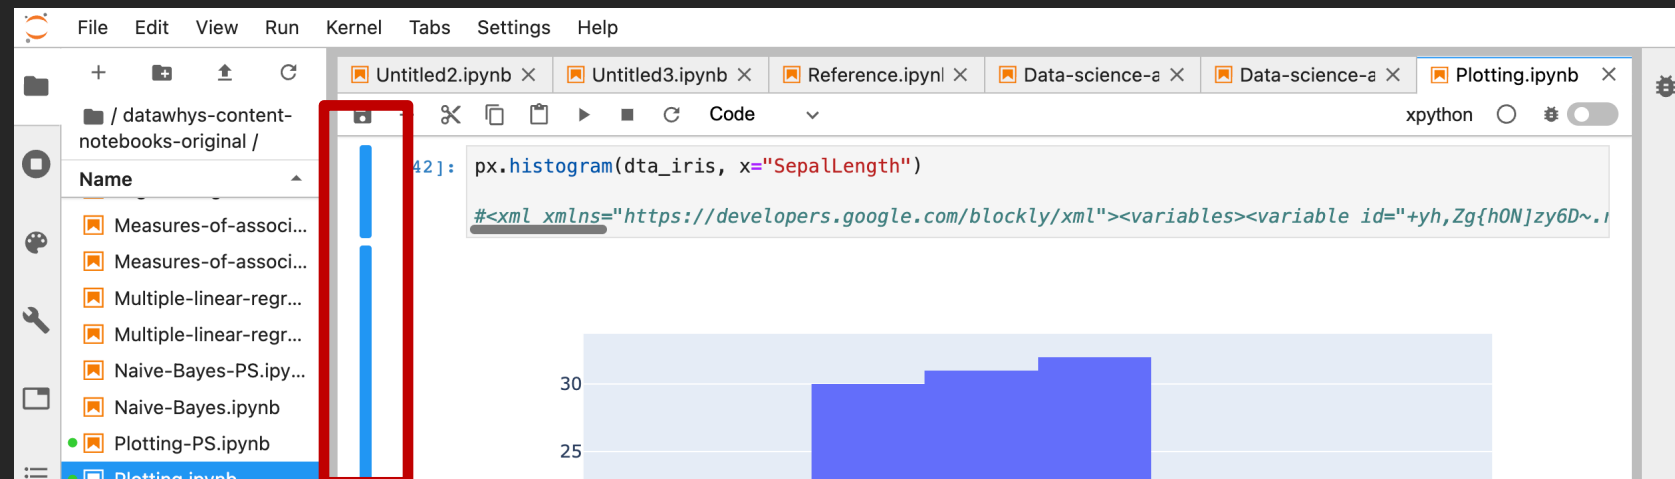 File Edit View Run Kernel Tabs Settings Help
Untitled2.ipynb Untitled3.ipynb Reference.ipynl Data-science-a Data-science-a Plotting.ipynb
/ datawhys-content-
notebooks-original /
Code
xpython
Name
Measures-of-associ...
Measures-of-associ...
Multiple-linear-regr...
Multiple-linear-regr...
Naive-Bayes-PS.ipy...
Naive-Bayes.ipynb
Plotting-PS.ipynb
Plotting.ipynb
42]: px.histogram(dta_iris, x="SepalLength")
#<xml xmlns="https://developers.google.com/blockly/xml"><variables><variable id="+yh,Zg{hON]zy6D~.r
30
25